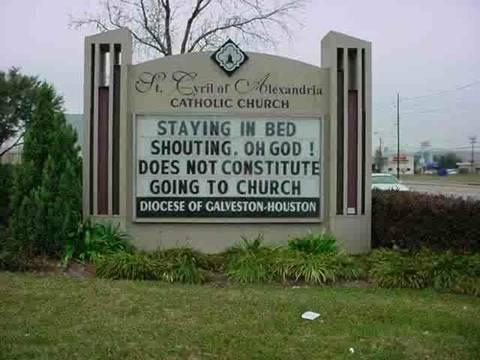 St. Cyril of Alexandria
CATHOLIC CHURCH
STAYING IN BED
SHOUTING, OH GOD !
DOES NOT CONSTITUTE
GOING TO CHURCH
DIOCESE OF GALVESTON-HOUSTON